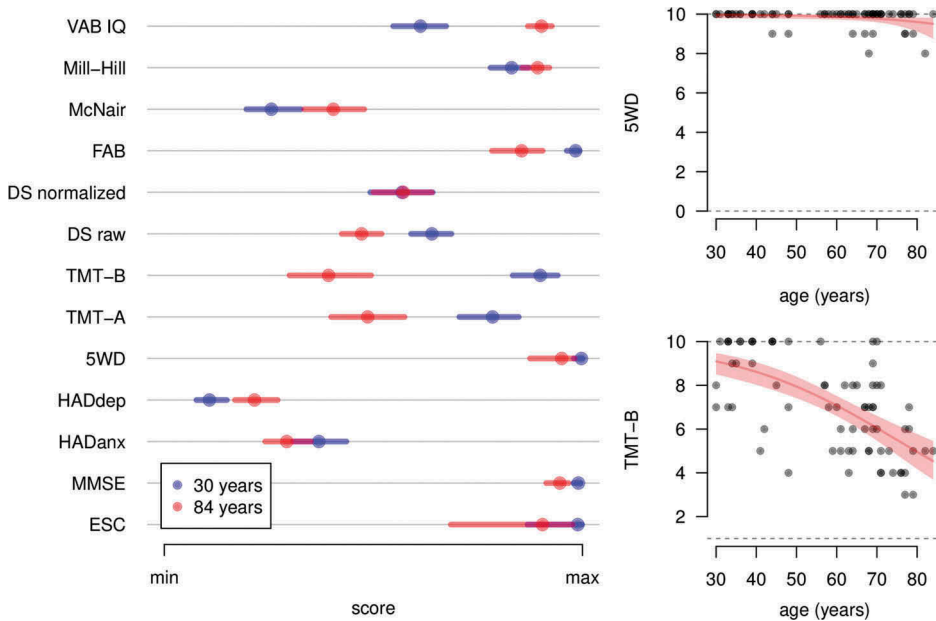 VAB IQ
Mill−Hill
McNair
FAB
DS normalized
DS raw
TMT−B
TMT−A
5WD
HADdep
HADanx
MMSE
ESC
30 years
84 years
min
max
score
10
8
6
4
2
0
5WD
30 40 50 60 70 80
age (years)
10
8
6
4
2
TMT−B
30 40 50 60 70 80
age (years)